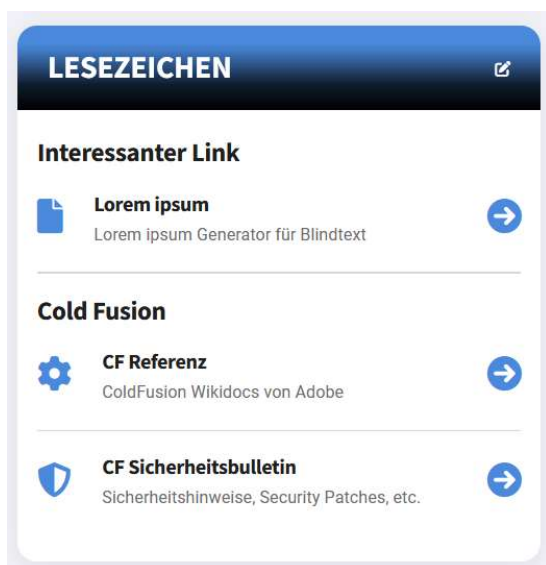 LESEZEICHEN
Interessanter Link
Lorem ipsum
Lorem ipsum Generator für Blindtext
Cold Fusion
CF Referenz
ColdFusion Wikidocs von Adobe
CF Sicherheitsbulletin
Sicherheitshinweise, Security Patches, etc.